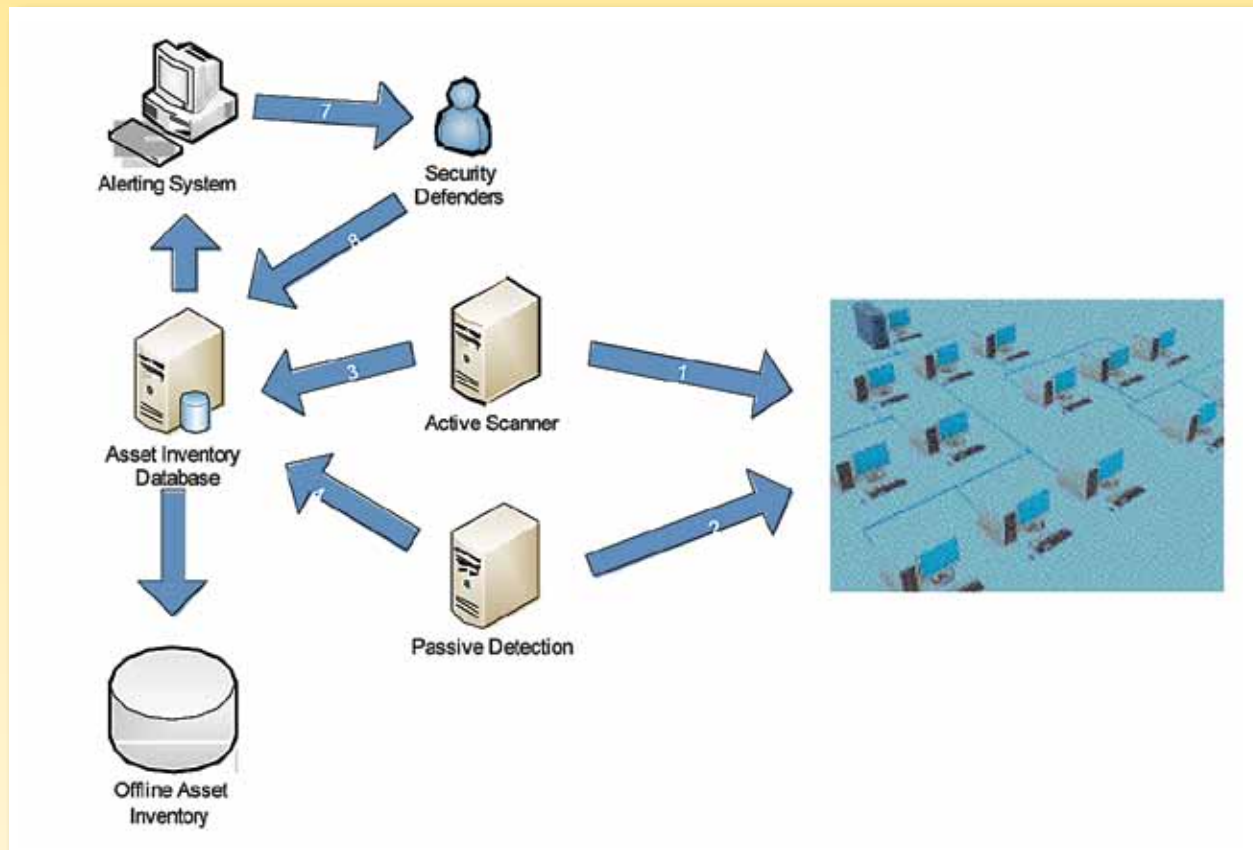 7
Alerting System
Security
Defenders
8
3
1
Active Scanner
Asset Inventory
Database
4
2
Passive Detection
Offline Asset
Inventory